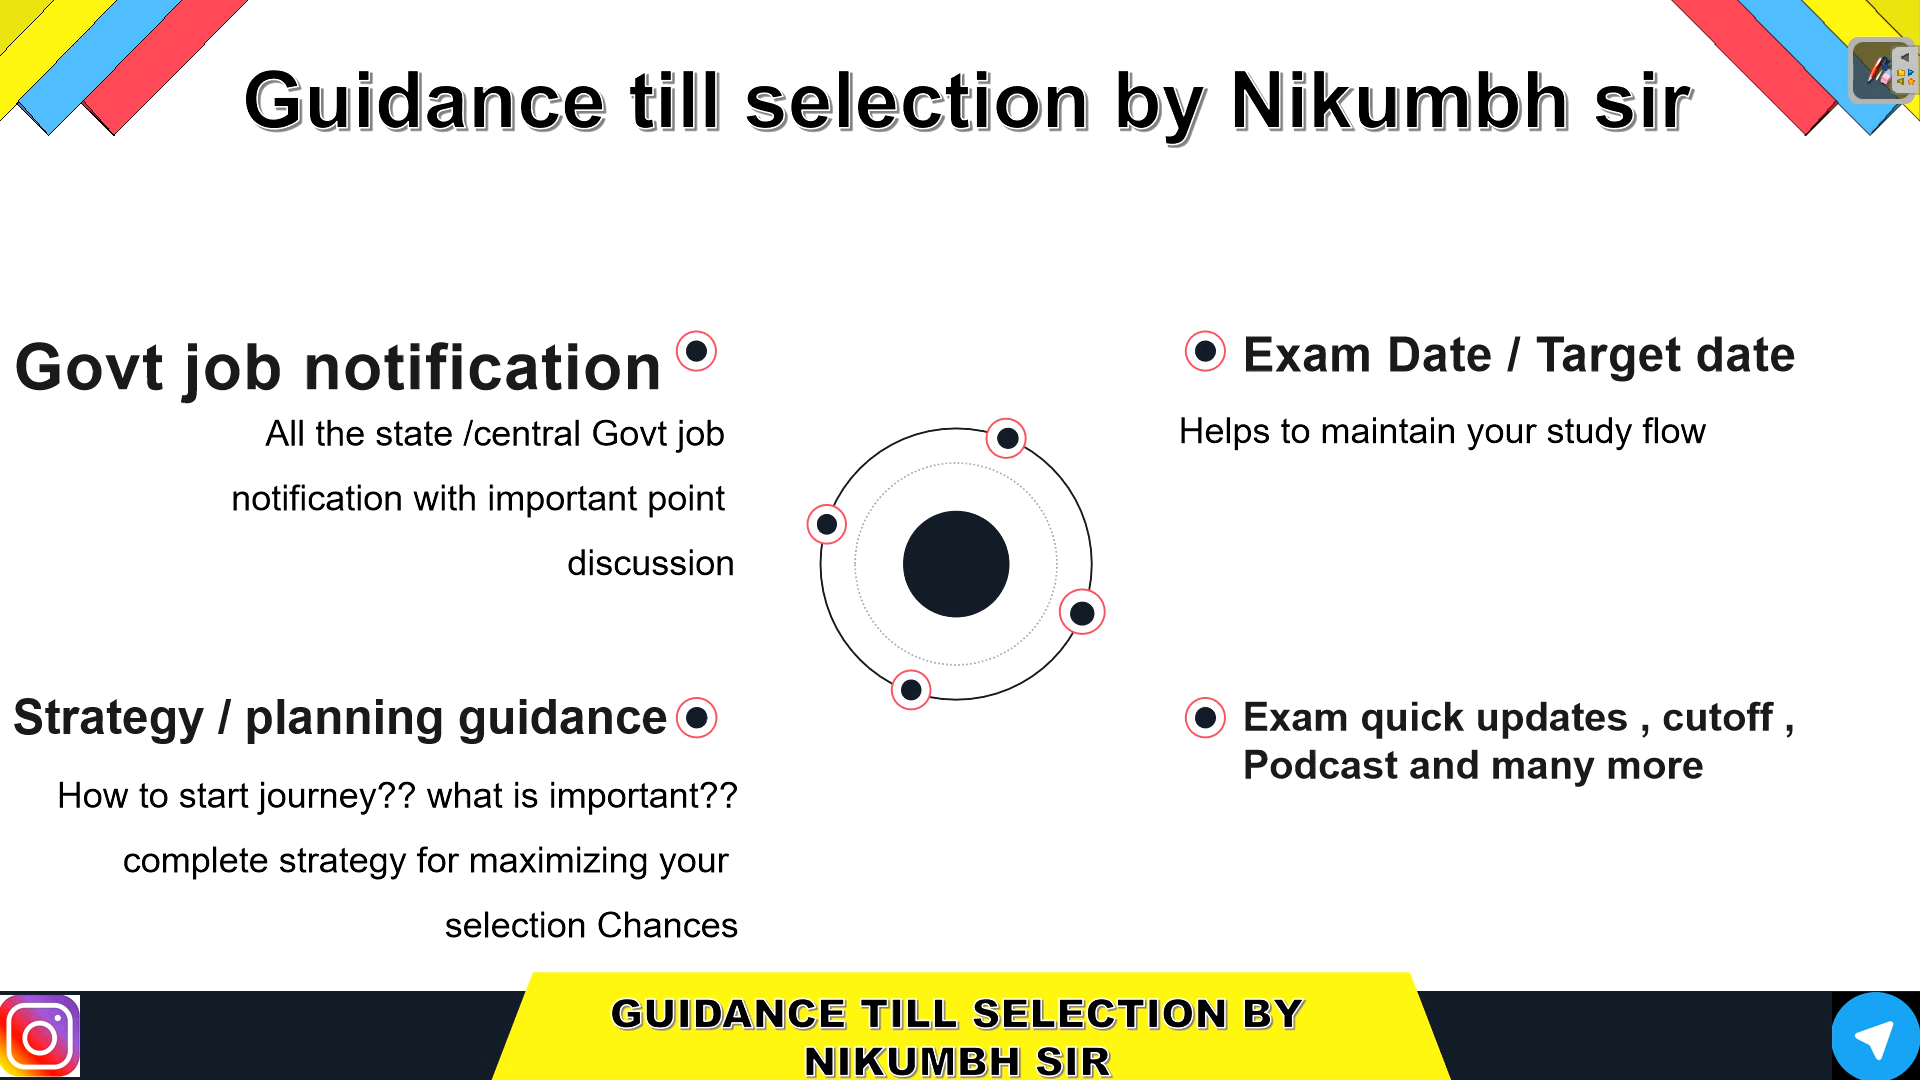 Guidance till selection by Nikumbh sir
Govt job notification
All the state /central Govt job
notification with important point
discussion
Strategy / planning guidance
How to start journey?? what is important??
complete strategy for maximizing your
selection Chances
Exam Date / Target date
Helps to maintain your study flow
Exam quick updates , cutoff ,
Podcast and many more
GUIDANCE TILL SELECTION BY
NIKUMBH SIR